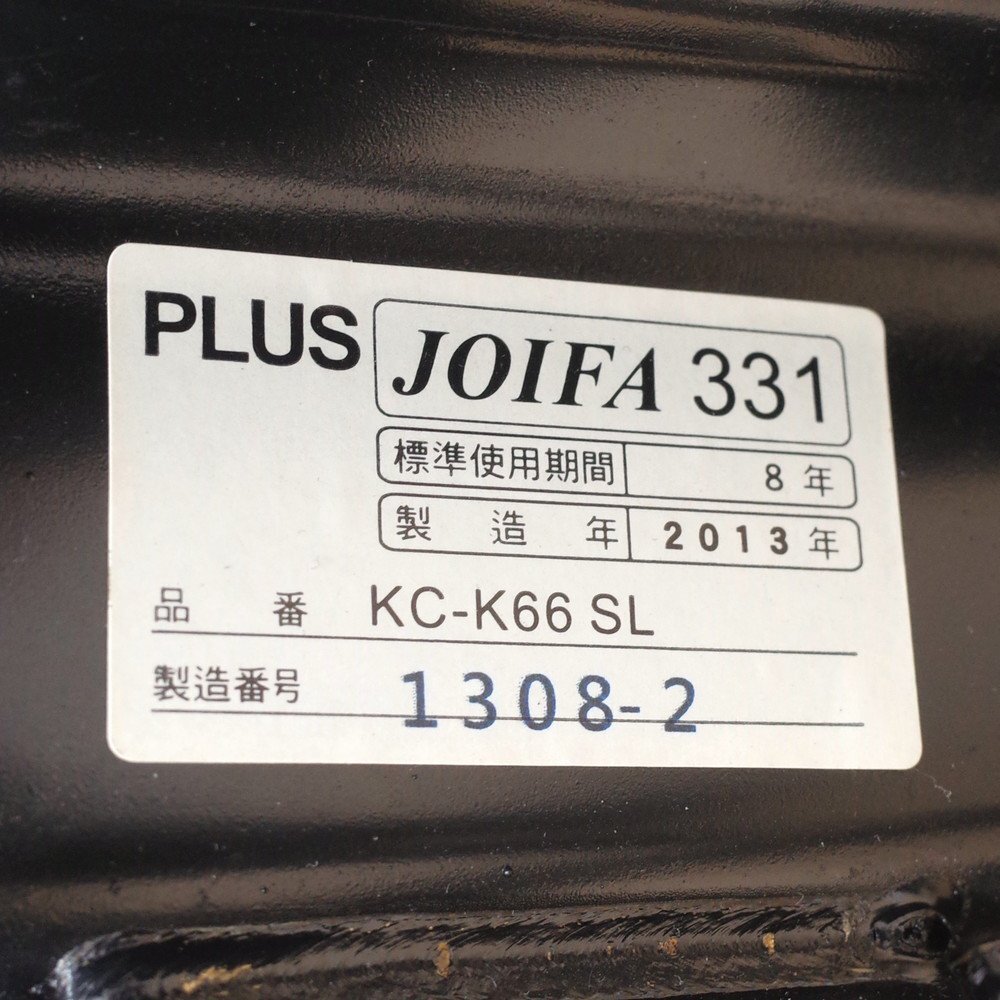 PLUS JOIFA 331
標準使用期間 8年
製造年 2013年
品番 KC-K66 SL
製造番号 1308-2